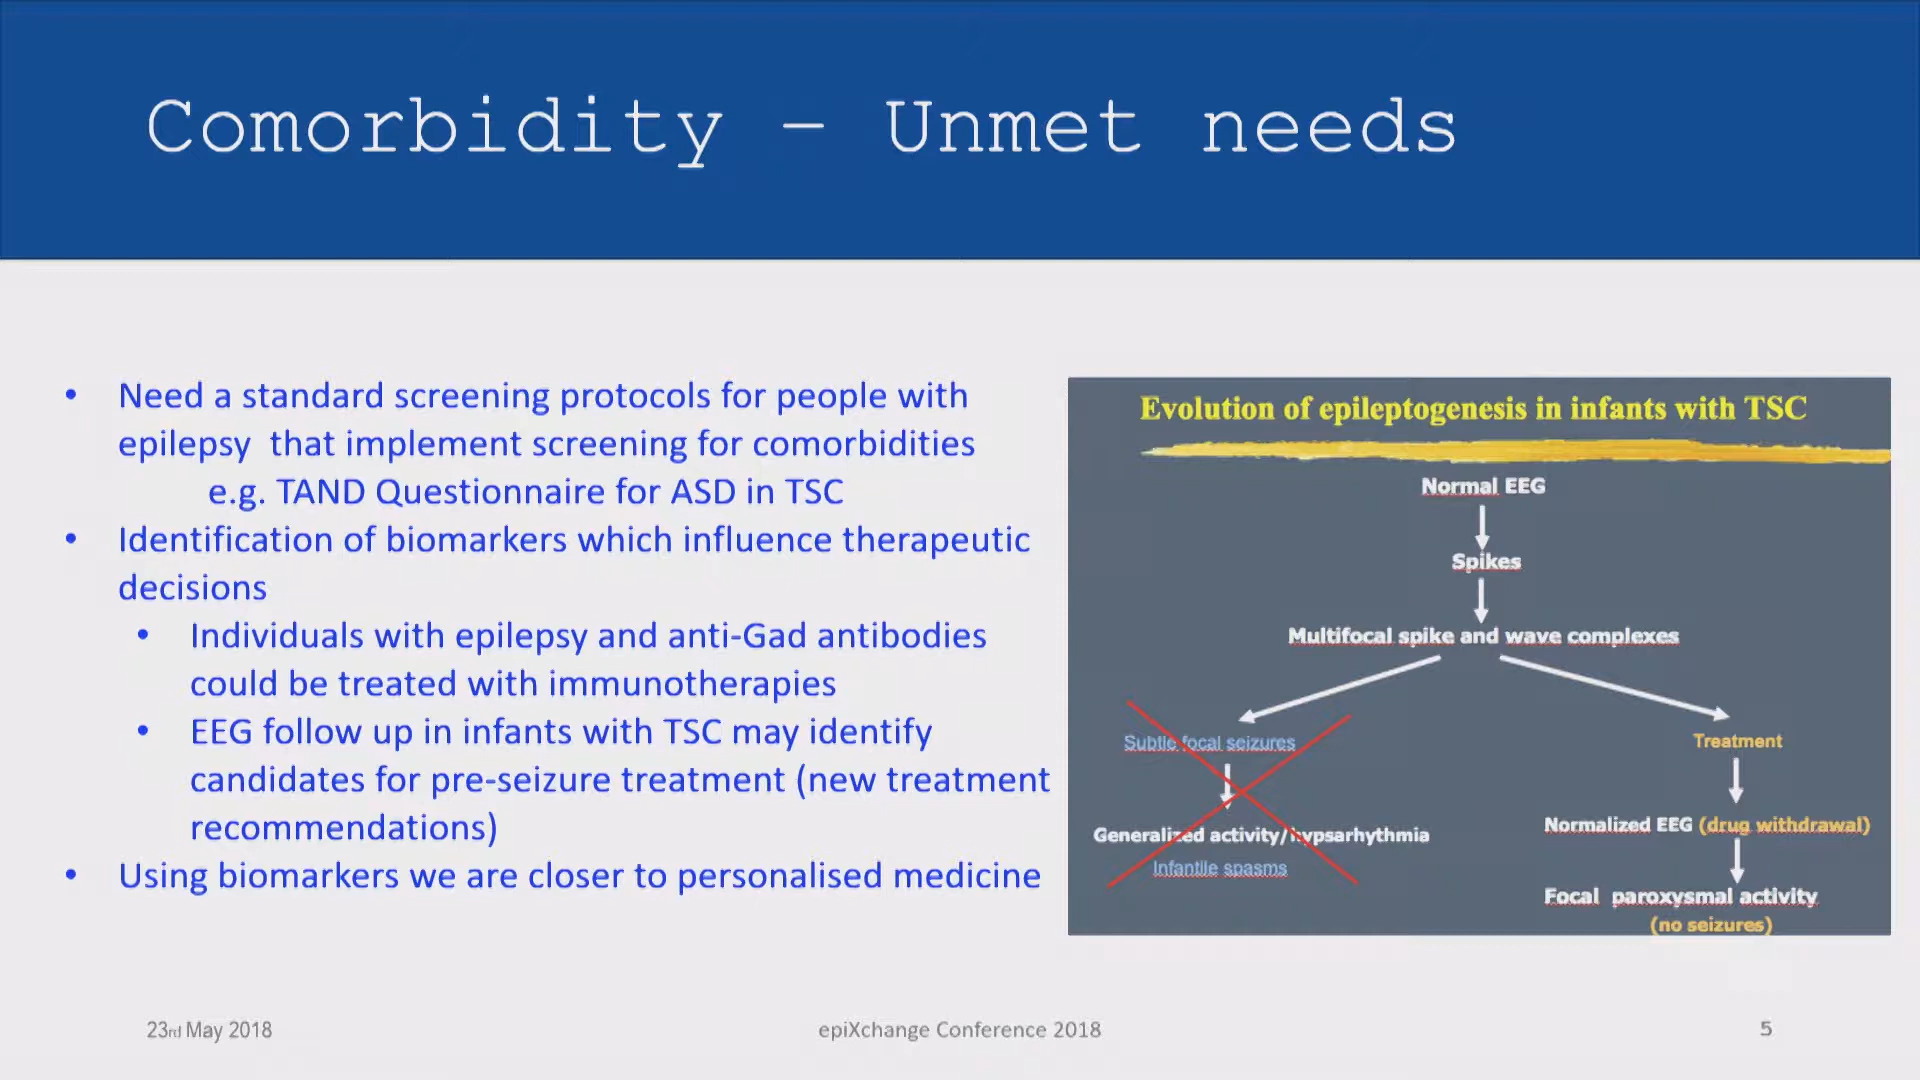 Comorbidity – Unmet needs
• Need a standard screening protocols for people with
epilepsy that implement screening for comorbidities
e.g. TAND Questionnaire for ASD in TSC
• Identification of biomarkers which influence therapeutic
decisions
• Individuals with epilepsy and anti-Gad antibodies
could be treated with immunotherapies
• EEG follow up in infants with TSC may identify
candidates for pre-seizure treatment (new treatment
recommendations)
• Using biomarkers we are closer to personalised medicine
Evolution of epileptogenesis in infants with TSC
Normal EEG
Spikes
Multifocal spike and wave complexes
Subtle focal seizures
Generalized activity/hypsarhythmia
Infantile spasms
Treatment
Normalized EEG (drug withdrawal)
Focal paroxysmal activity
(no seizures)
23rd May 2018
epiXchange Conference 2018
5